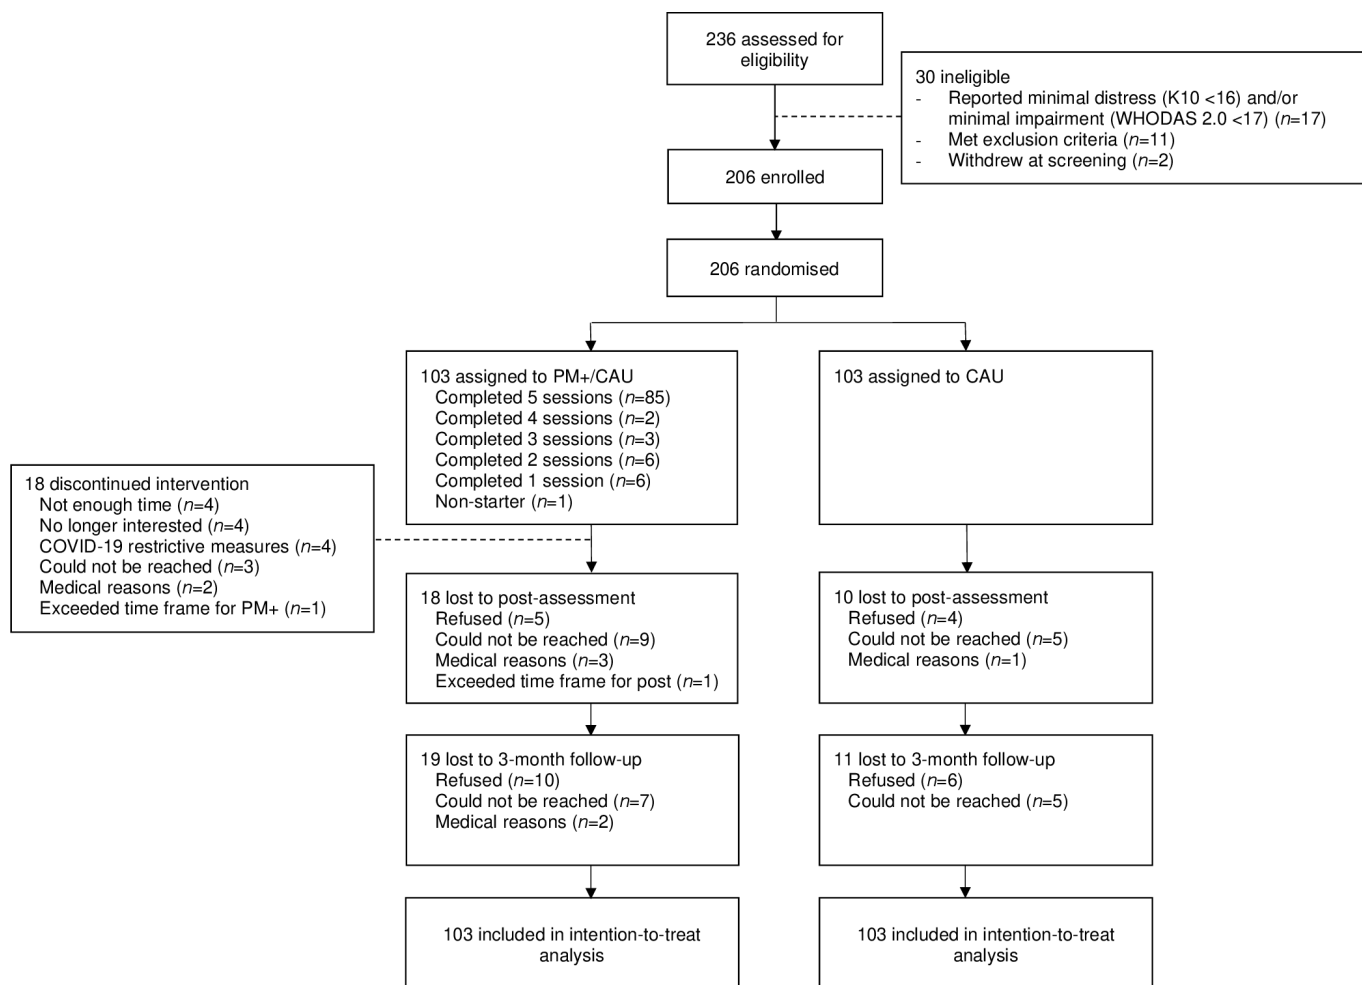 236 assessed for
eligibility
30 ineligible
- Reported minimal distress (K10 <16) and/or
minimal impairment (WHODAS 2.0 <17) (n=17)
- Met exclusion criteria (n=11)
- Withdrew at screening (n=2)
206 enrolled
206 randomised
103 assigned to PM+/CAU
Completed 5 sessions (n=85)
Completed 4 sessions (n=2)
Completed 3 sessions (n=3)
Completed 2 sessions (n=6)
Completed 1 session (n=6)
Non-starter (n=1)
103 assigned to CAU
18 discontinued intervention
Not enough time (n=4)
No longer interested (n=4)
COVID-19 restrictive measures (n=4)
Could not be reached (n=3)
Medical reasons (n=2)
Exceeded time frame for PM+ (n=1)
18 lost to post-assessment
Refused (n=5)
Could not be reached (n=9)
Medical reasons (n=3)
Exceeded time frame for post (n=1)
10 lost to post-assessment
Refused (n=4)
Could not be reached (n=5)
Medical reasons (n=1)
19 lost to 3-month follow-up
Refused (n=10)
Could not be reached (n=7)
Medical reasons (n=2)
11 lost to 3-month follow-up
Refused (n=6)
Could not be reached (n=5)
103 included in intention-to-treat
analysis
103 included in intention-to-treat
analysis